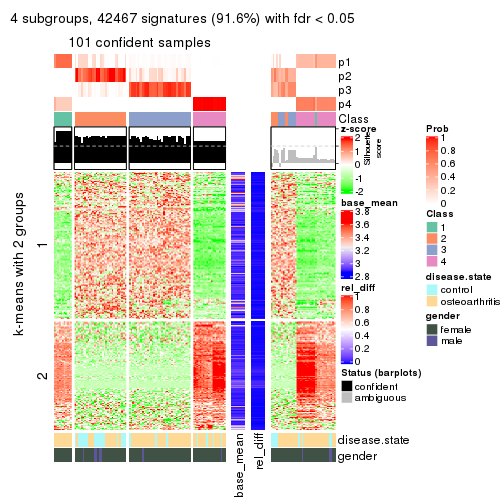 4 subgroups, 42467 signatures (91.6%) with fdr < 0.05
101 confident samples
p1
p2
p3
p4
Class
Silhouette
score
k-means with 2 groups
1
2
base_mean
rel_diff
disease.state
gender
z-score
2
1
0
-1
-2
base_mean
3.8
3.6
3.4
3.2
3
2.8
rel_diff
1
0.8
0.6
0.4
0.2
0
Status (barplots)
confident
ambiguous
Prob
1
0.8
0.6
0.4
0.2
0
Class
1
2
3
4
disease.state
control
osteoarthritis
gender
female
male